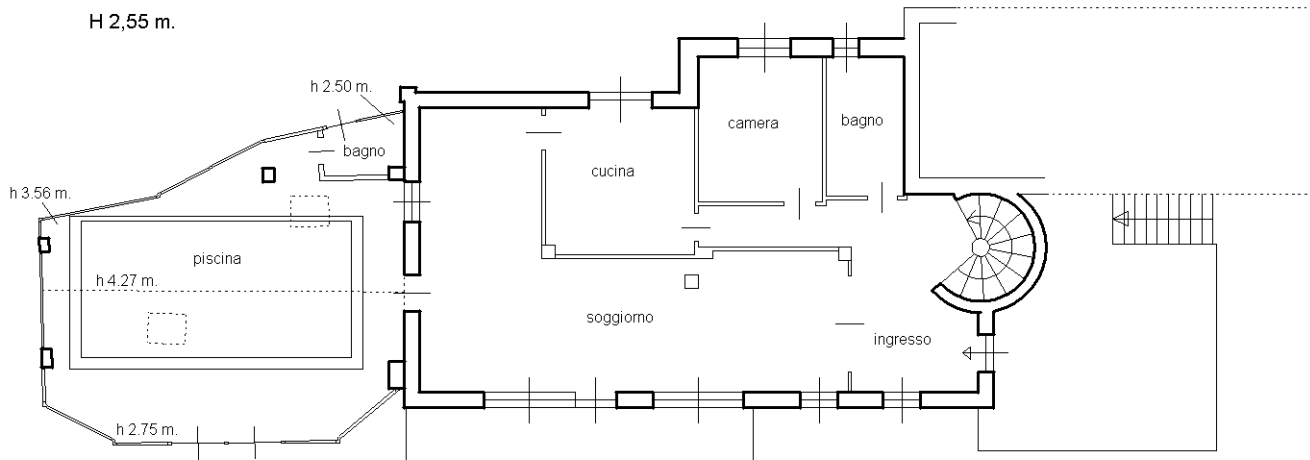 H 2,55 m.
h 2.50 m.
bagno
camera
bagno
cucina
h 3.56 m.
piscina
h 4.27 m.
soggiorno
ingresso
h 2.75 m.